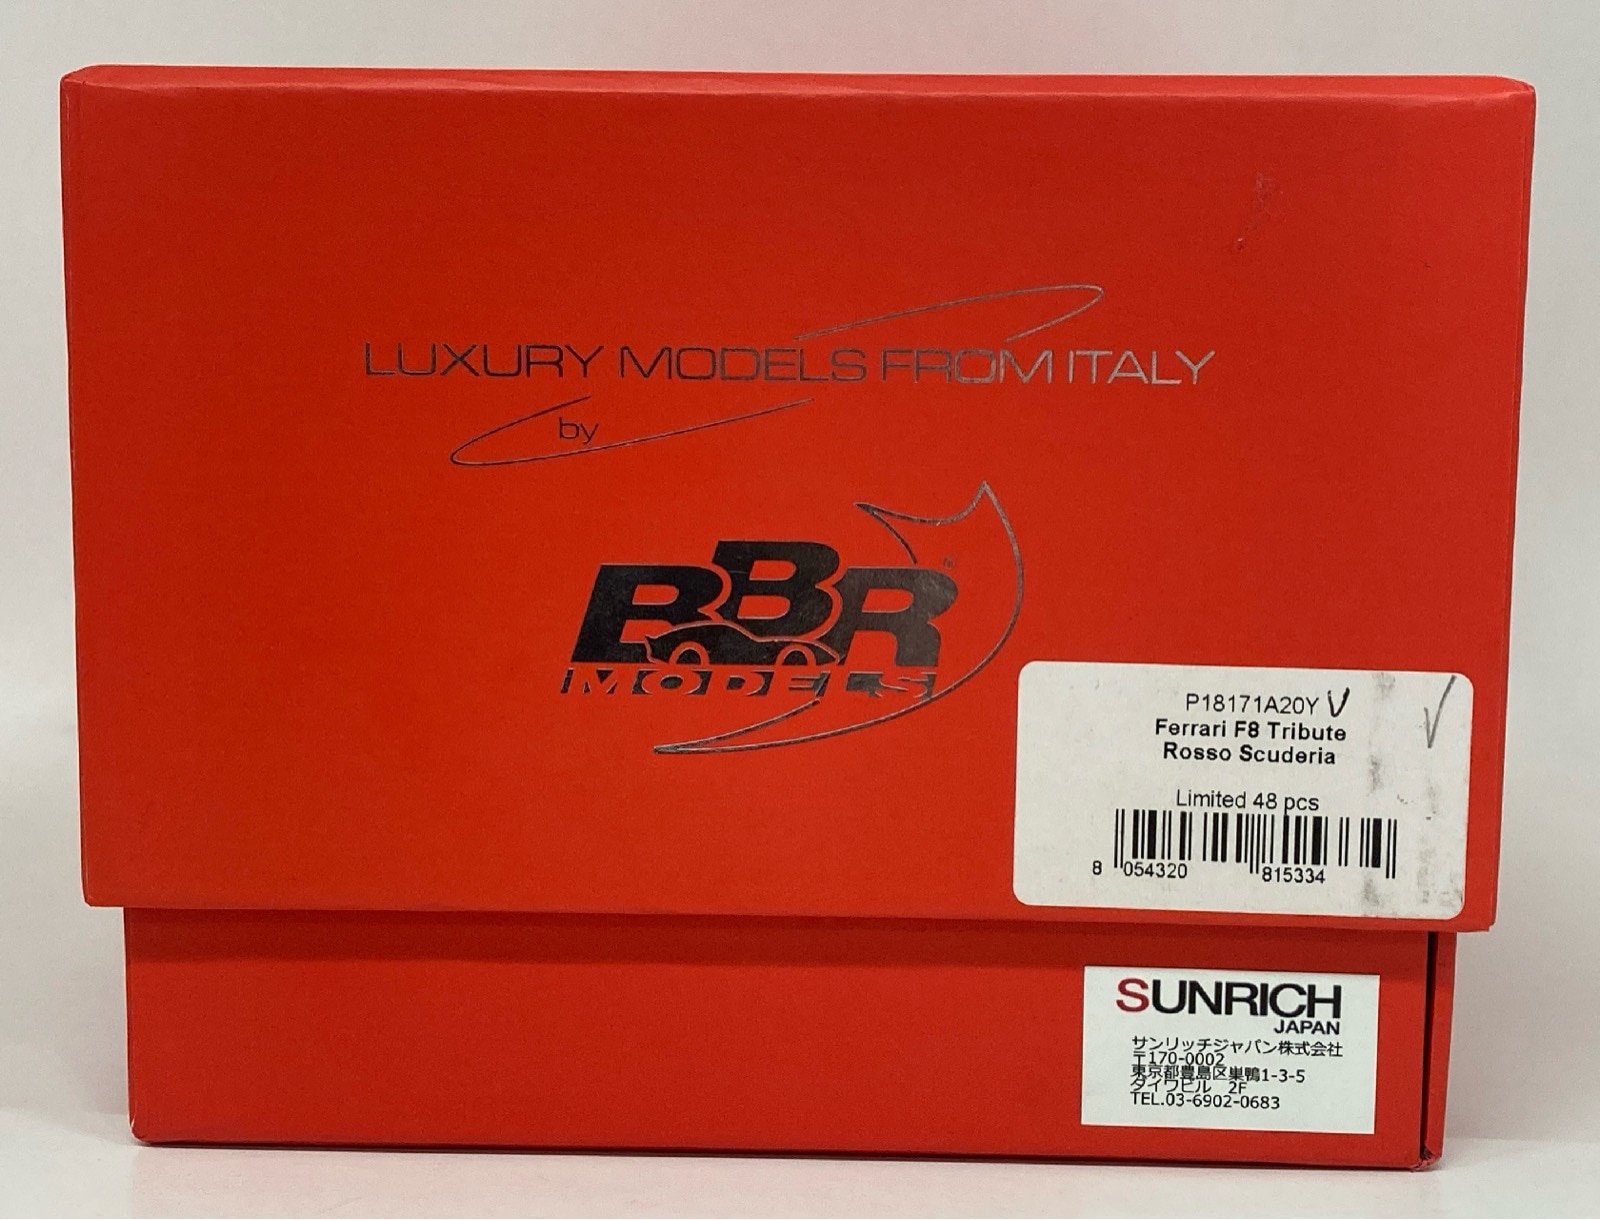 LUXURY MODELS FROM ITALY
by
BBR®
MODELS
P18171A20Y V
Ferrari F8 Tribute
Rosso Scuderia
Limited 48 pcs
8 054320 815334
SUNRICH
JAPAN
サンリッチジャパン株式会社
〒170-0002
東京都豊島区巣鴨1-3-5
ダイワビル 2F
TEL.03-6902-0683